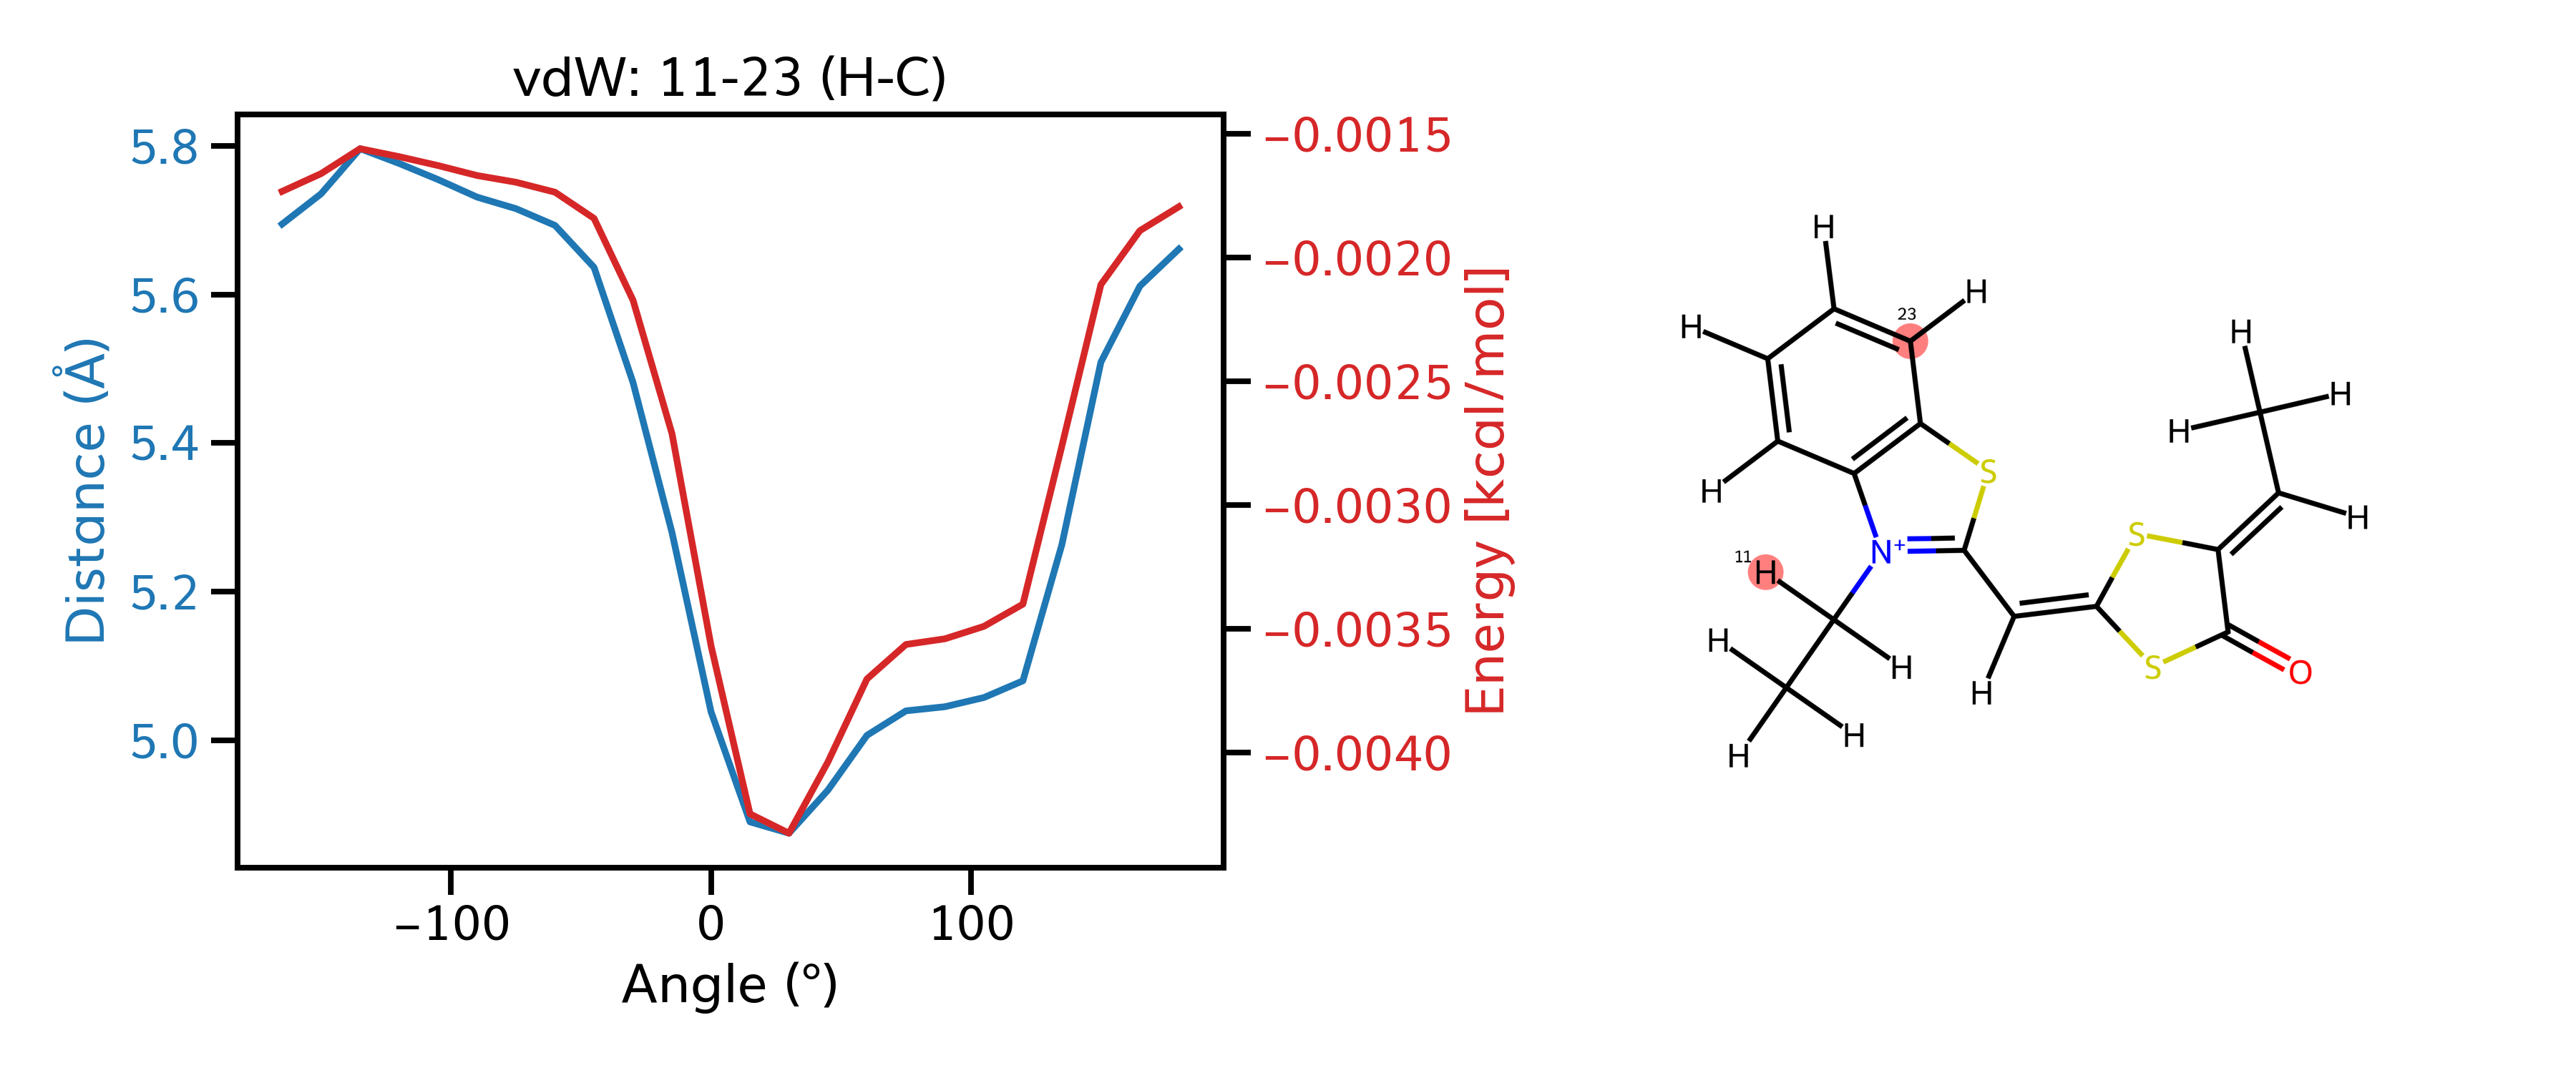 vdW: 11-23 (H-C)
5.8
5.6
5.4
5.2
5.0
Distance (Å)
−100
0
100
Angle (°)
−0.0015
−0.0020
−0.0025
−0.0030
−0.0035
−0.0040
Energy [kcal/mol]
H
H
23
H
H
H
H
S
H
H
S
H
N+
11
H
H
H
H
S
O
H
H
H